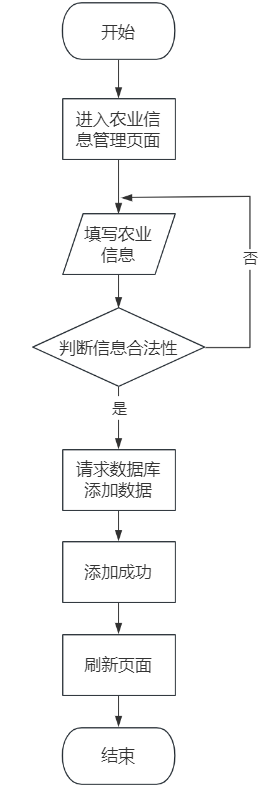 开始
进入农业信
息管理页面
填写农业
信息
否
判断信息合法性
是
请求数据库
添加数据
添加成功
刷新页面
结束